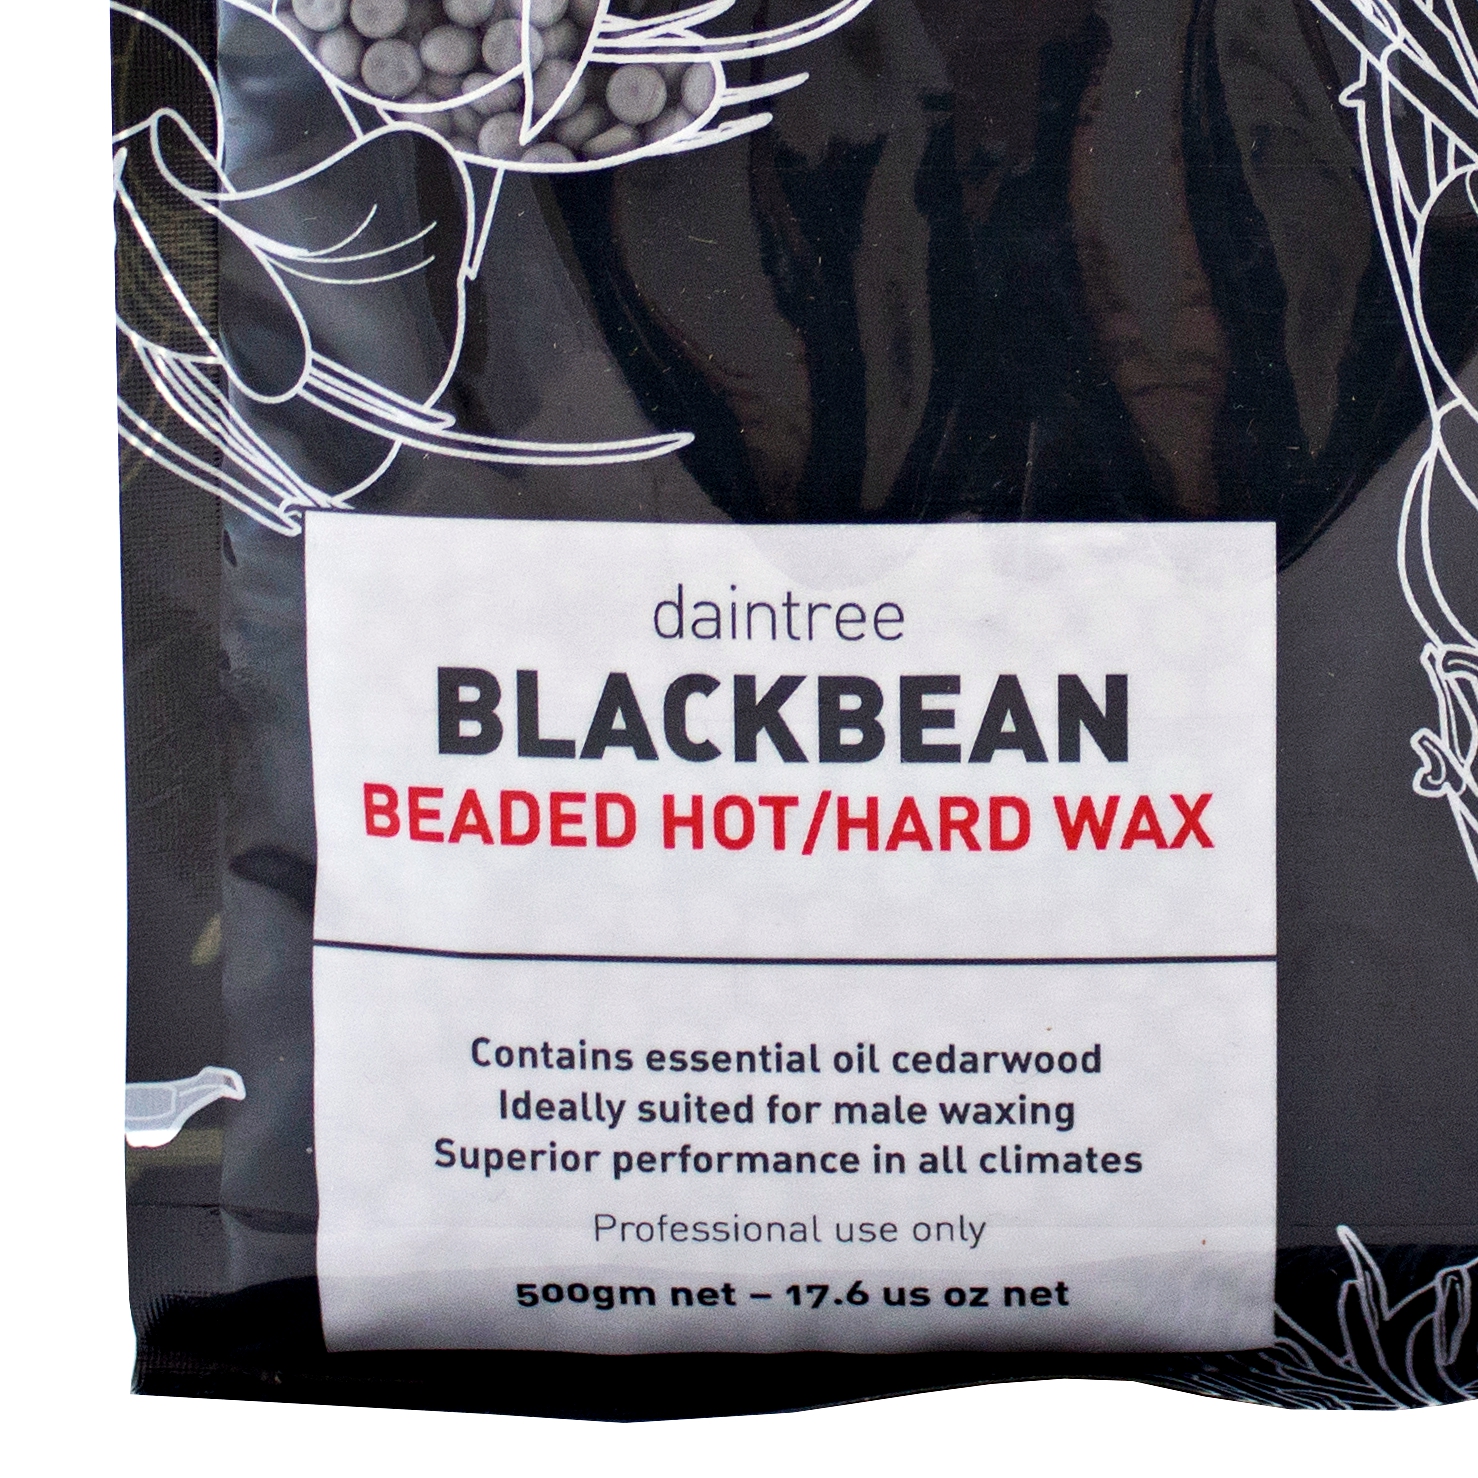 daintree
BLACKBEAN
BEADED HOT/HARD WAX
Contains essential oil cedarwood
Ideally suited for male waxing
Superior performance in all climates
Professional use only
500gm net – 17.6 us oz net